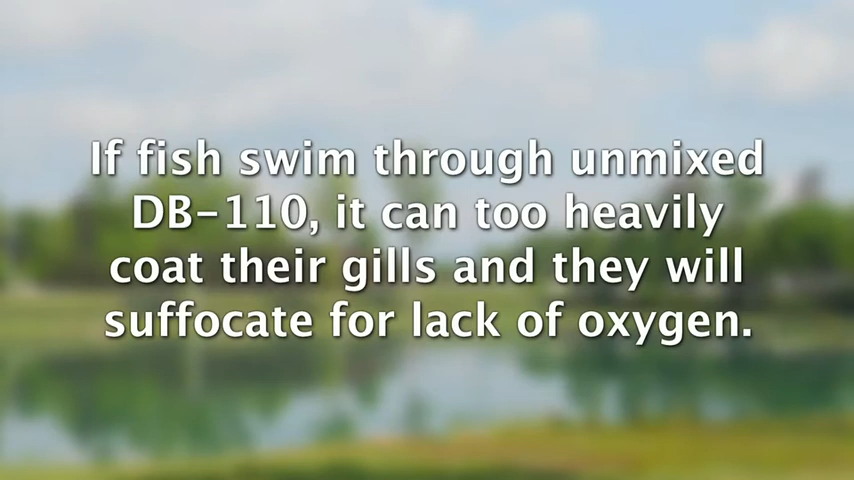 If fish swim through unmixed
DB-110, it can too heavily
coat their gills and they will
suffocate for lack of oxygen.